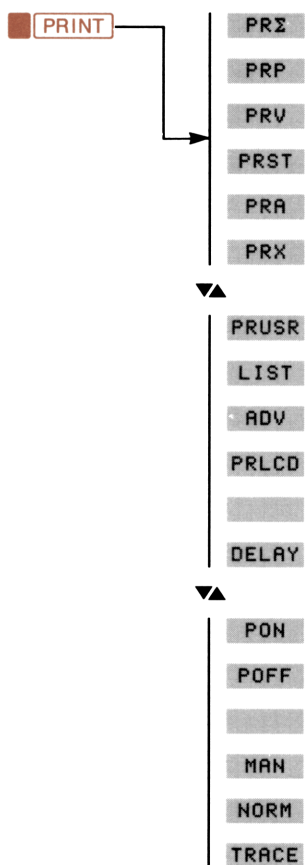 PRINT
PRΣ
PRP
PRV
PRST
PRA
PRX
PRUSR
LIST
ADV
PRLCD
DELAY
PON
POFF
MAN
NORM
TRACE